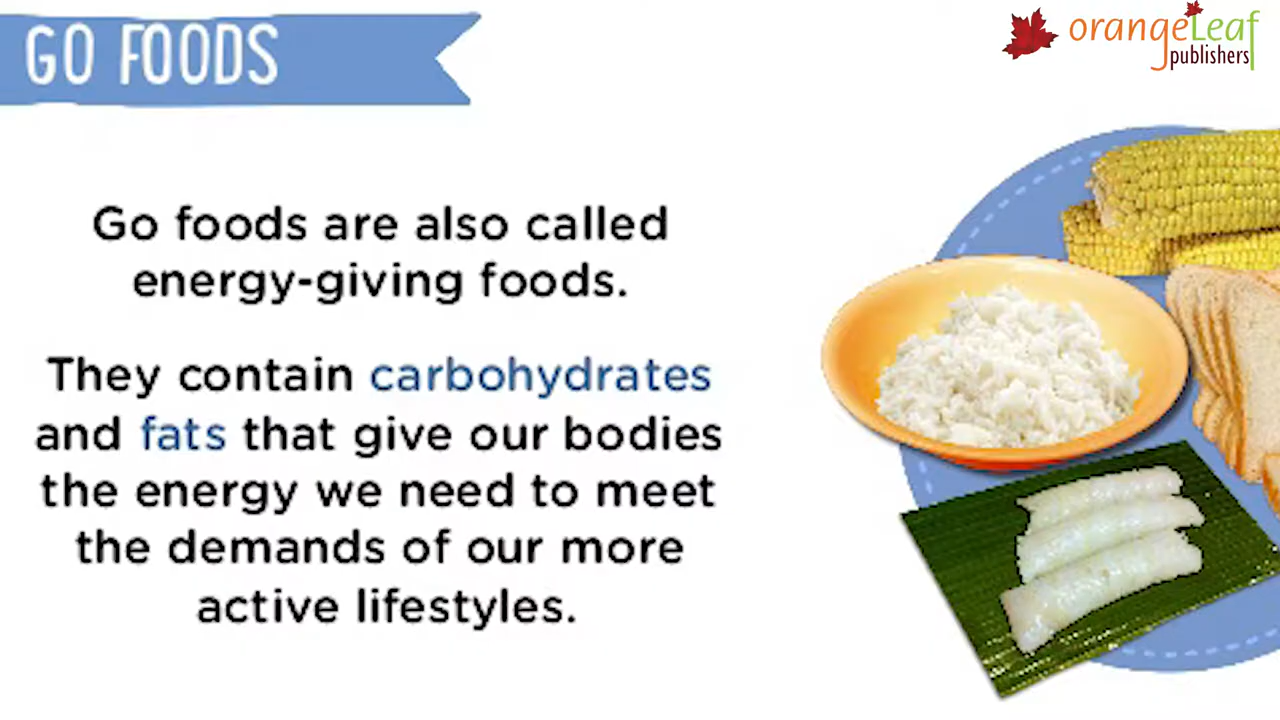 GO FOODS
orangeLeaf
publishers
Go foods are also called
energy-giving foods.
They contain carbohydrates
and fats that give our bodies
the energy we need to meet
the demands of our more
active lifestyles.